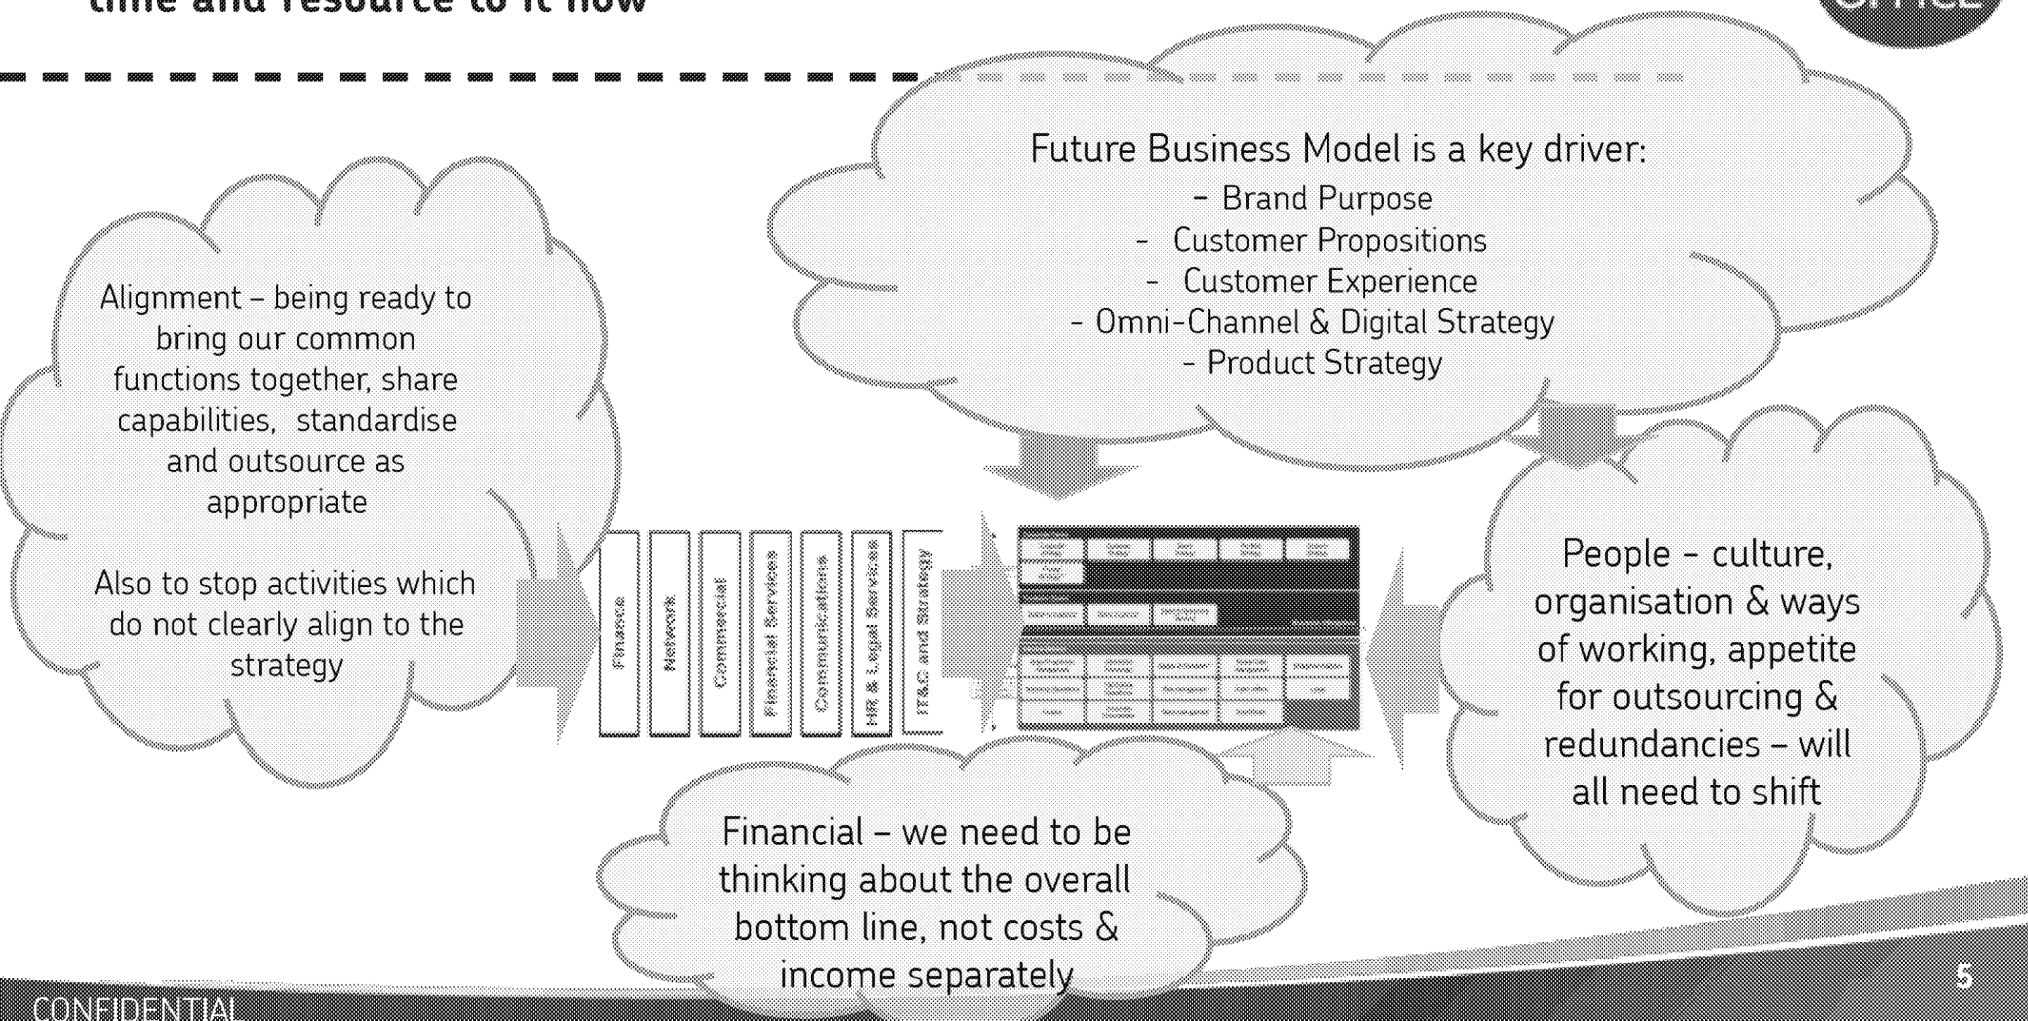 time and resource to it now
OFFICE
Future Business Model is a key driver:
- Brand Purpose
- Customer Propositions
- Customer Experience
- Omni-Channel & Digital Strategy
- Product Strategy
Alignment – being ready to
bring our common
functions together, share
capabilities, standardise
and outsource as
appropriate
Also to stop activities which
do not clearly align to the
strategy
Finance
Network
Commercial
Financial Services
Communications
HR & Legal Services
IT&C and Strategy
People - culture,
organisation & ways
of working, appetite
for outsourcing &
redundancies – will
all need to shift
Financial – we need to be
thinking about the overall
bottom line, not costs &
income separately
5
CONFIDENTIAL